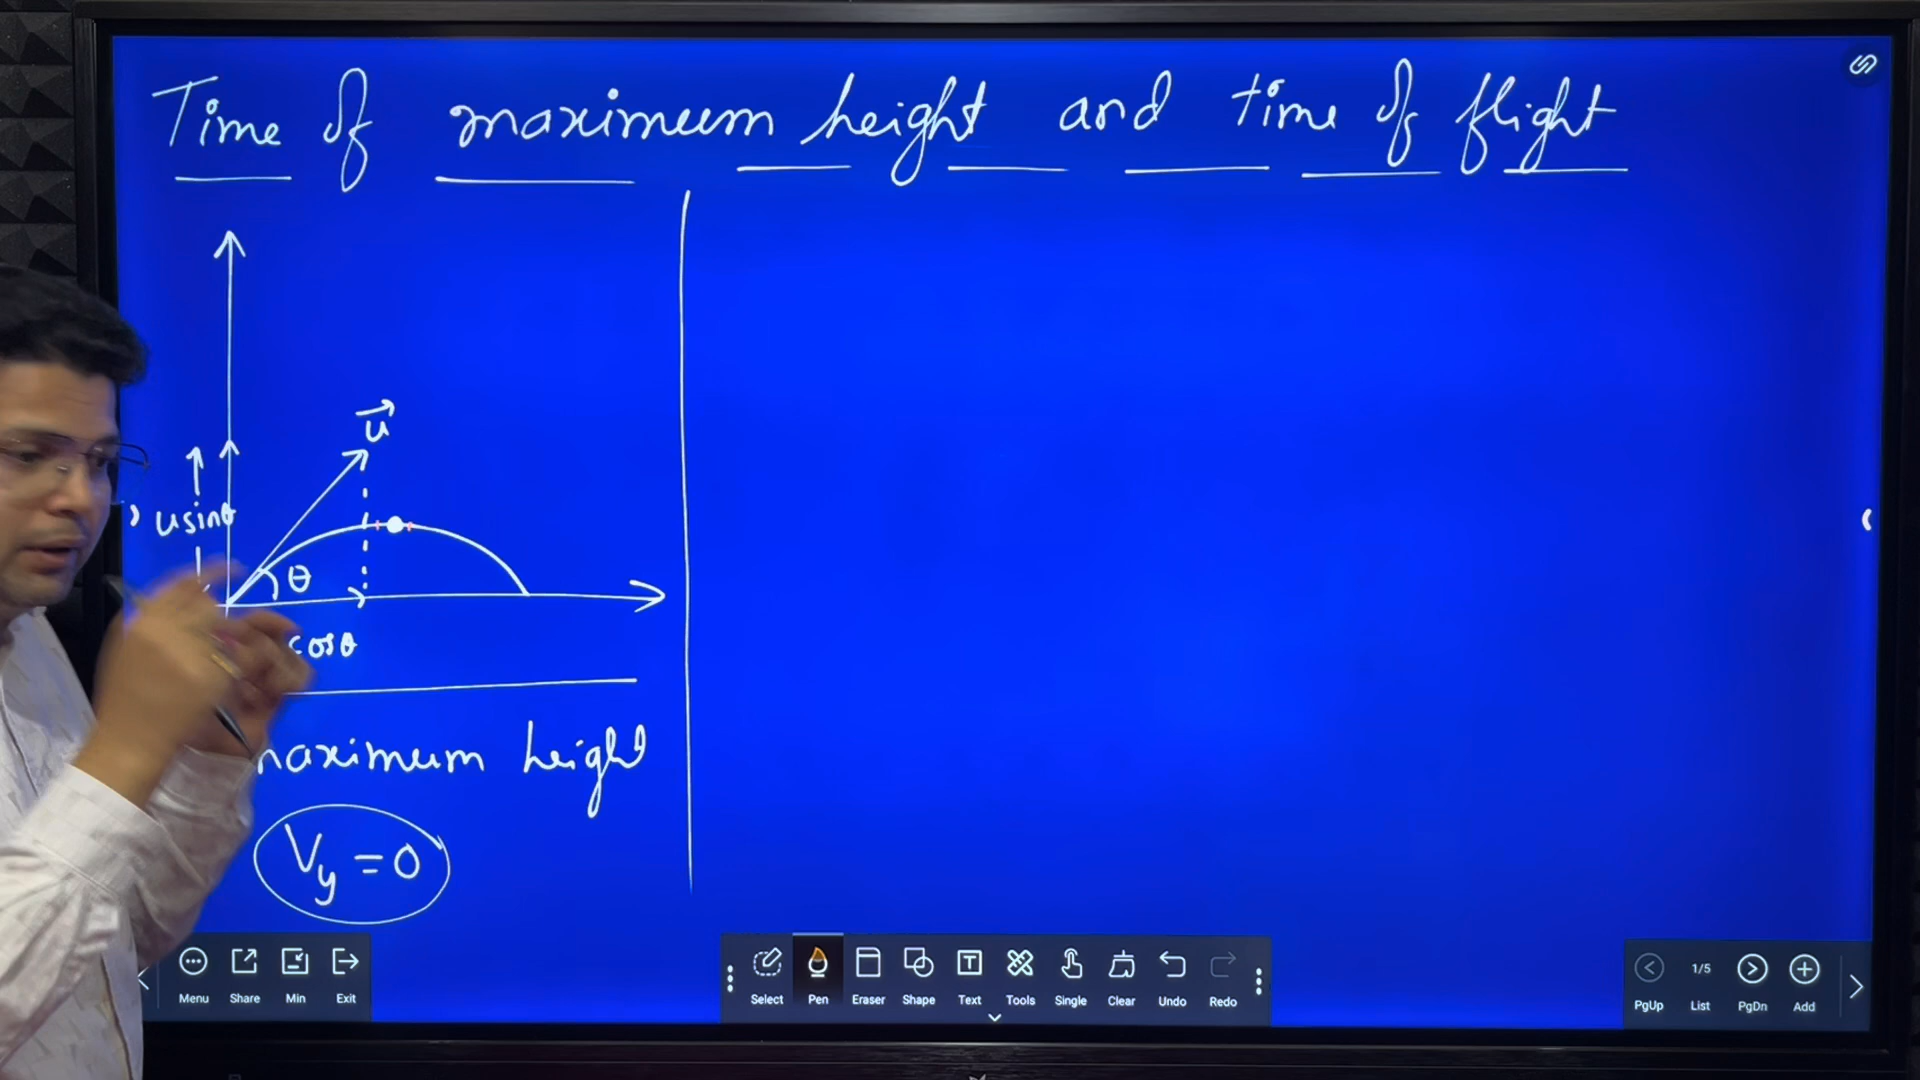 Time of maximum height and time of flight
u
usinθ
θ
cosθ
maximum height
Vy = 0
Menu Share Min Exit
Select Pen Eraser Shape Text Tools Single Clear Undo Redo
1/5
PgUp List PgDn Add